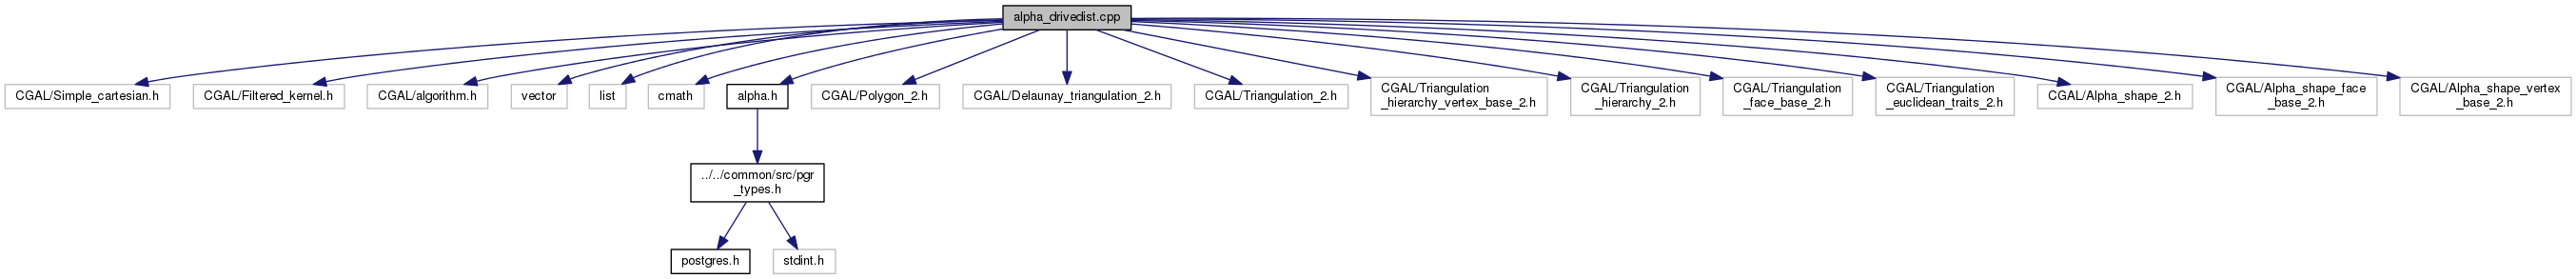 alpha_drivedist.cpp
CGAL/Simple_cartesian.h
CGAL/Filtered_kernel.h
CGAL/algorithm.h
vector
list
cmath
alpha.h
CGAL/Polygon_2.h
CGAL/Delaunay_triangulation_2.h
CGAL/Triangulation_2.h
CGAL/Triangulation
_hierarchy_vertex_base_2.h
CGAL/Triangulation
_hierarchy_2.h
CGAL/Triangulation
_face_base_2.h
CGAL/Triangulation
_euclidean_traits_2.h
CGAL/Alpha_shape_2.h
CGAL/Alpha_shape_face
_base_2.h
CGAL/Alpha_shape_vertex
_base_2.h
../../common/src/pgr
_types.h
postgres.h
stdint.h